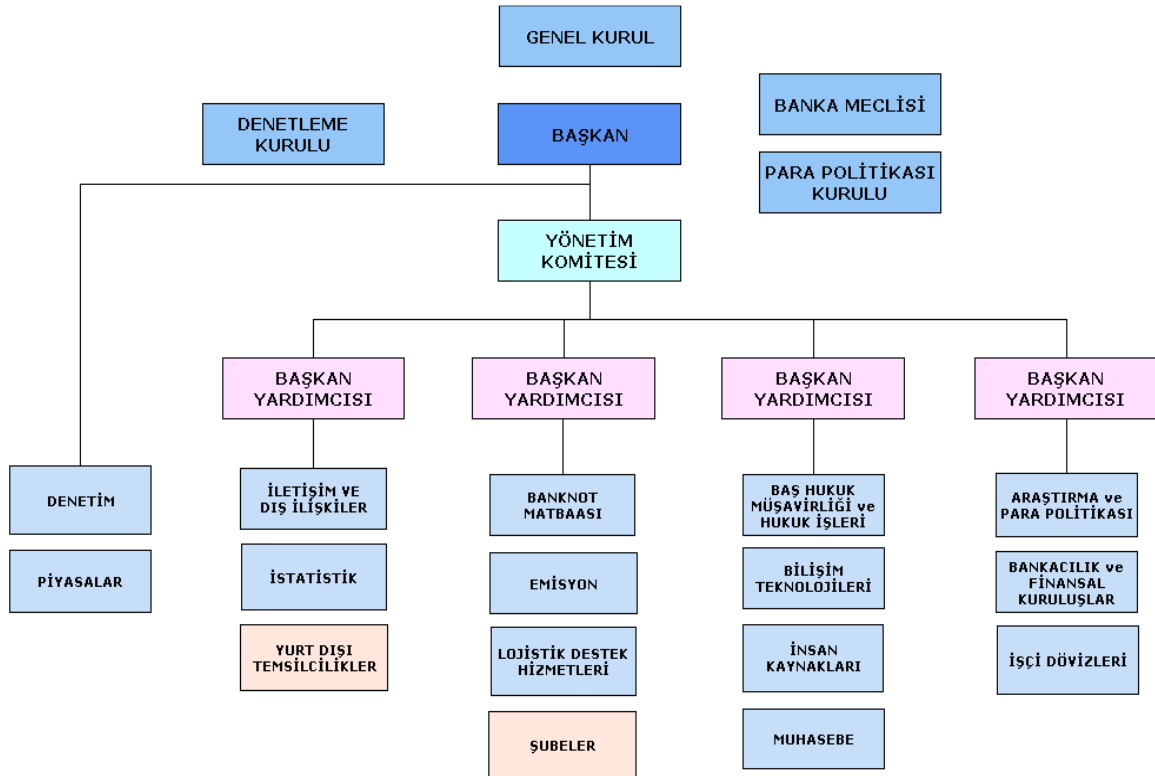 GENEL KURUL
DENETLEME
KURULU
BAŞKAN
BANKA MECLİSİ
PARA POLİTİKASI
KURULU
YÖNETİM
KOMİTESİ
BAŞKAN
YARDIMCISI
BAŞKAN
YARDIMCISI
BAŞKAN
YARDIMCISI
BAŞKAN
YARDIMCISI
DENETİM
PİYASALAR
İLETİŞİM VE
DIŞ İLİŞKİLER
İSTATİSTİK
YURT DIŞI
TEMSİLCİLİKLER
BANKNOT
MATBAASI
EMİSYON
LOJİSTİK DESTEK
HİZMETLERİ
ŞUBELER
BAŞ HUKUK
MÜŞAVİRLİĞİ ve
HUKUK İŞLERİ
BİLİŞİM
TEKNOLOJİLERİ
İNSAN
KAYNAKLARI
MUHASEBE
ARAŞTIRMA ve
PARA POLİTİKASI
BANKACILIK ve
FİNANSAL
KURULUŞLAR
İŞÇİ DÖVİZLERİ